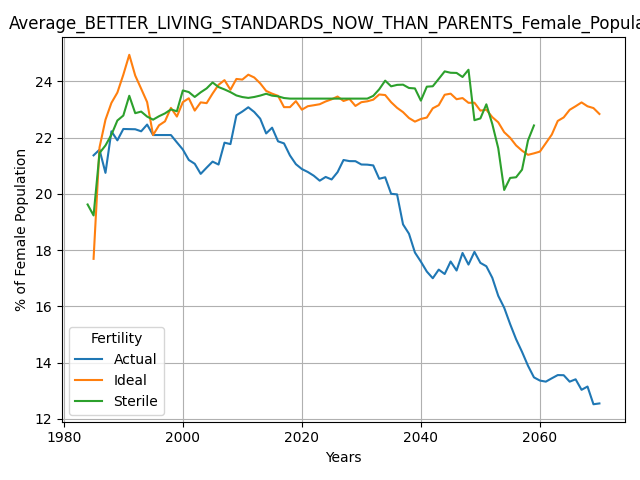 Average_BETTER_LIVING_STANDARDS_NOW_THAN_PARENTS_Female_Popula
% of Female Population
24
22
20
18
16
14
12
Fertility
Actual
Ideal
Sterile
1980
2000
2020
2040
2060
Years